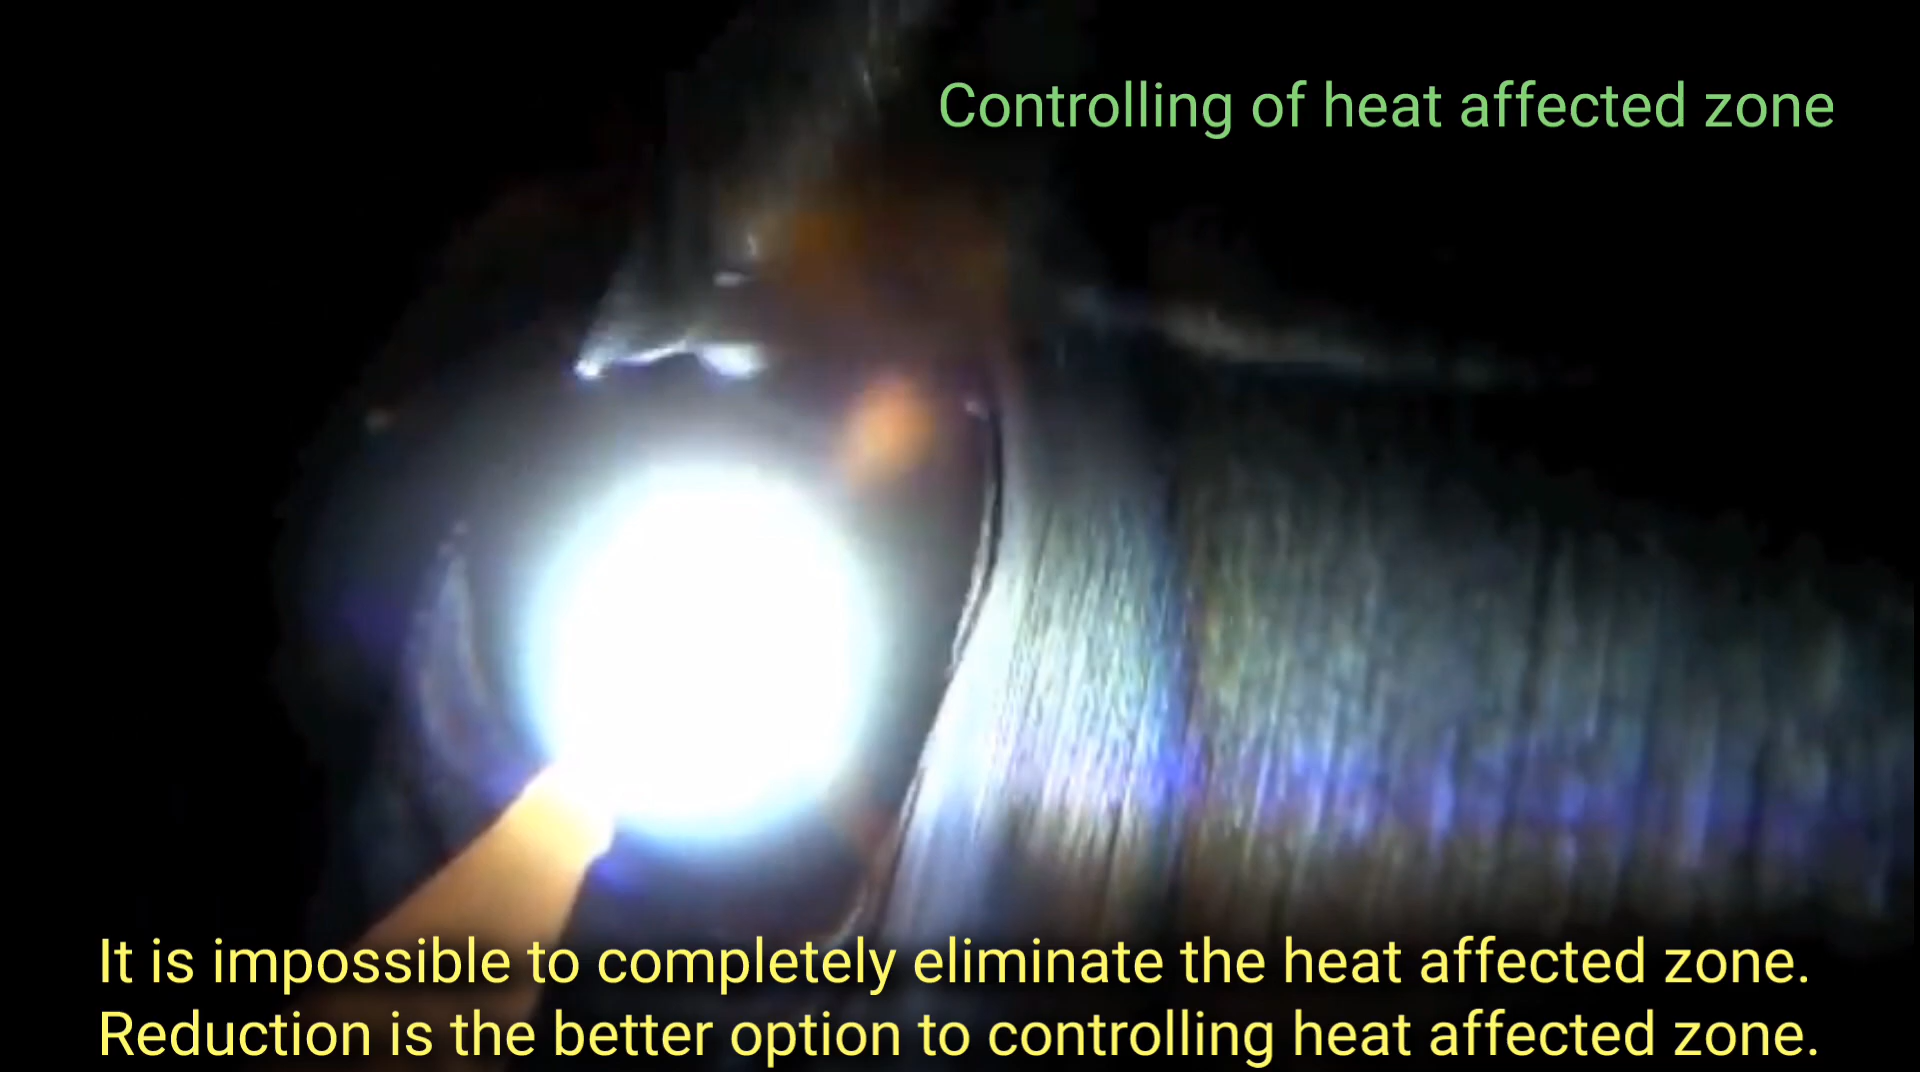 Controlling of heat affected zone
It is impossible to completely eliminate the heat affected zone.
Reduction is the better option to controlling heat affected zone.